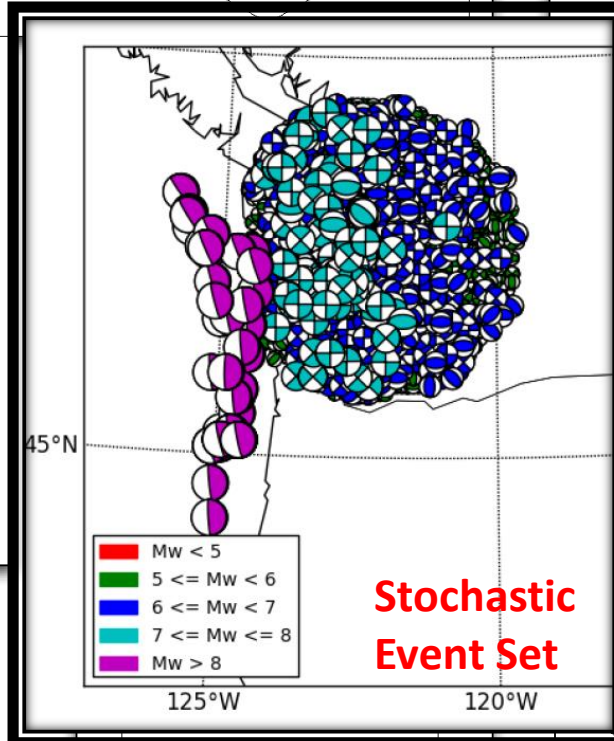 45°N
Mw < 5
5 <= Mw < 6
6 <= Mw < 7
7 <= Mw <= 8
Mw > 8
Stochastic
Event Set
125°W
120°W